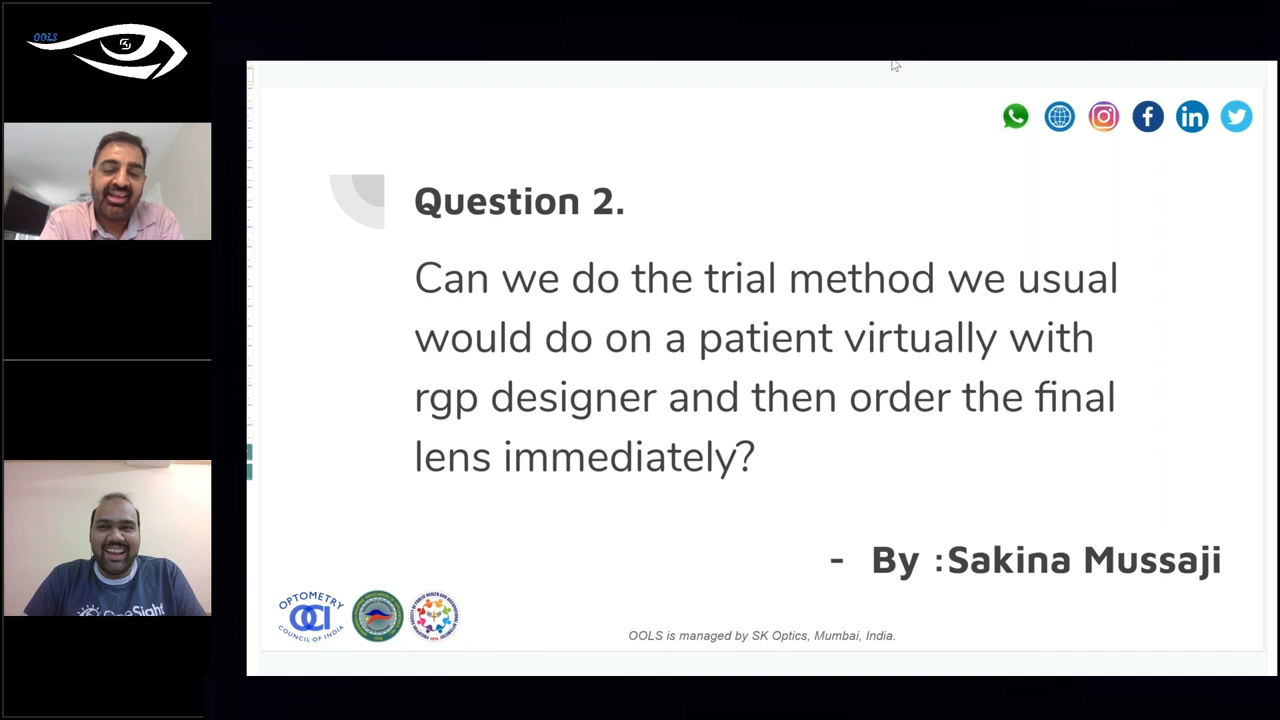 OOLS
Question 2.
Can we do the trial method we usual
would do on a patient virtually with
rgp designer and then order the final
lens immediately?
- By :Sakina Mussaji
OPTOMETRY
OCI
COUNCIL OF INDIA
OOLS is managed by SK Optics, Mumbai, India.
OneSight